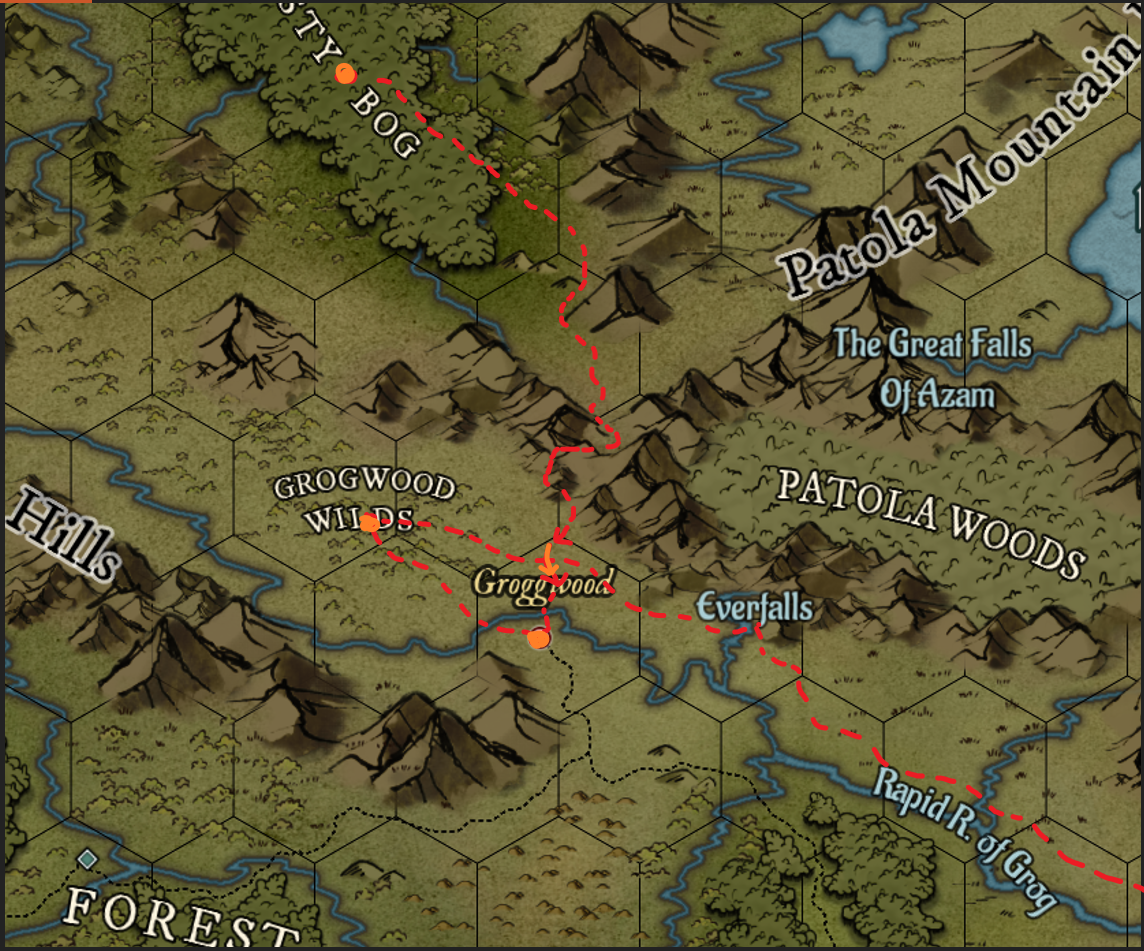 BOG
Patola Mountain
The Great Falls
Of Azam
GROGWOOD
WILDS
PATOLA WOODS
Hills
Groggwood
Everfalls
Rapid R. of Grog
FOREST